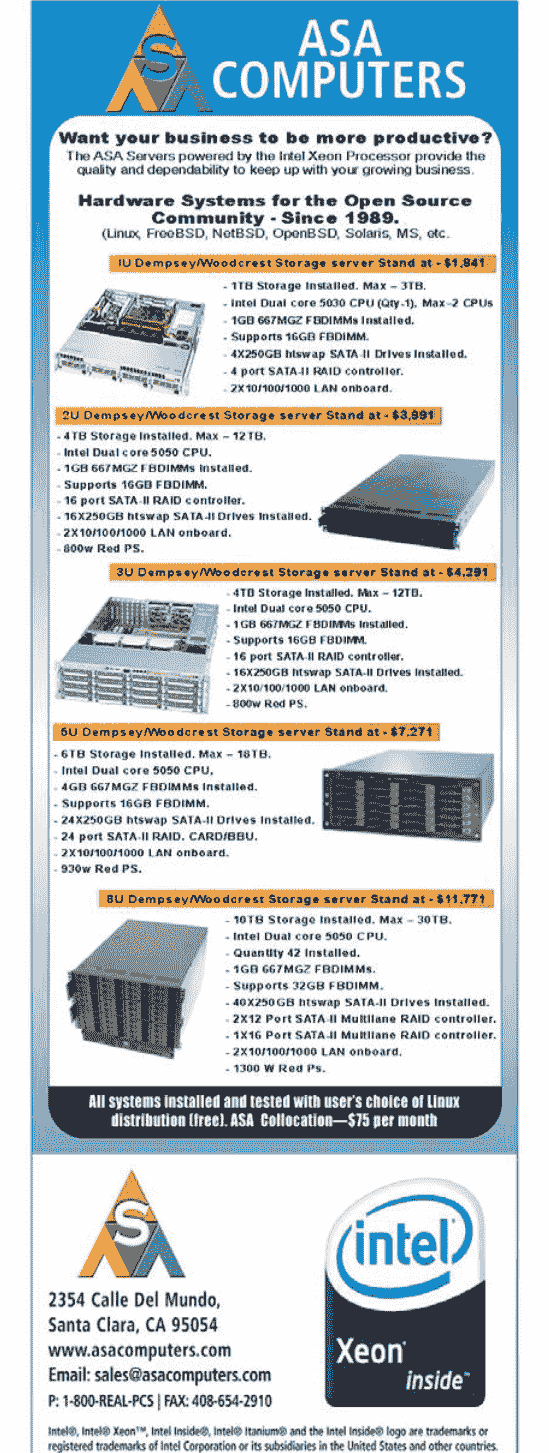 ASA
COMPUTERS
Want your business to be more productive?
The ASA Servers powered by the Intel Xeon Processor provide the
quality and dependability to keep up with your growing business.
Hardware Systems for the Open Source
Community - Since 1989.
(Linux, FreeBSD, NetBSD, OpenBSD, Solaris, MS, etc.
1U Dempsey/Woodcrest Storage server Stand at - $1,841
- 1TB Storage Installed. Max – 3TB.
- Intel Dual core 5030 CPU (Qty-1), Max-2 CPUs
- 1GB 667MGZ FBDIMMs Installed.
- Supports 16GB FBDIMM.
- 4X250GB htswap SATA-II Drives Installed.
- 4 port SATA-II RAID controller.
- 2X10/100/1000 LAN onboard.
2U Dempsey/Woodcrest Storage server Stand at - $3,991
- 4TB Storage Installed. Max – 12TB.
- Intel Dual core 5050 CPU.
- 1GB 667MGZ FBDIMMs Installed.
- Supports 16GB FBDIMM.
- 16 port SATA-II RAID controller.
- 16X250GB htswap SATA-II Drives Installed.
- 2X10/100/1000 LAN onboard.
- 800w Red PS.
3U Dempsey/Woodcrest Storage server Stand at - $4,291
- 4TB Storage Installed. Max – 12TB.
- Intel Dual core 5050 CPU.
- 1GB 667MGZ FBDIMMs Installed.
- Supports 16GB FBDIMM.
- 16 port SATA-II RAID controller.
- 16X250GB htswap SATA-II Drives Installed.
- 2X10/100/1000 LAN onboard.
- 800w Red PS.
5U Dempsey/Woodcrest Storage server Stand at - $7,271
- 6TB Storage Installed. Max – 18TB.
- Intel Dual core 5050 CPU.
- 4GB 667MGZ FBDIMMs Installed.
- Supports 16GB FBDIMM.
- 24X250GB htswap SATA-II Drives Installed.
- 24 port SATA-II RAID. CARD/BBU.
- 2X10/100/1000 LAN onboard.
- 930w Red PS.
8U Dempsey/Woodcrest Storage server Stand at - $11,771
- 10TB Storage Installed. Max – 30TB.
- Intel Dual core 5050 CPU.
- Quantity 42 Installed.
- 1GB 667MGZ FBDIMMs.
- Supports 32GB FBDIMM.
- 40X250GB htswap SATA-II Drives Installed.
- 2X12 Port SATA-II Multilane RAID controller.
- 1X16 Port SATA-II Multilane RAID controller.
- 2X10/100/1000 LAN onboard.
- 1300 W Red Ps.
All systems installed and tested with user's choice of Linux
distribution (free). ASA Collocation—$75 per month
ASA
2354 Calle Del Mundo,
Santa Clara, CA 95054
www.asacomputers.com
Email: sales@asacomputers.com
P: 1-800-REAL-PCS | FAX: 408-654-2910
intel®
Xeon®
inside™
Intel®, Intel® Xeon™, Intel Inside®, Intel® Itanium® and the Intel Inside® logo are trademarks or
registered trademarks of Intel Corporation or its subsidiaries in the United States and other countries.